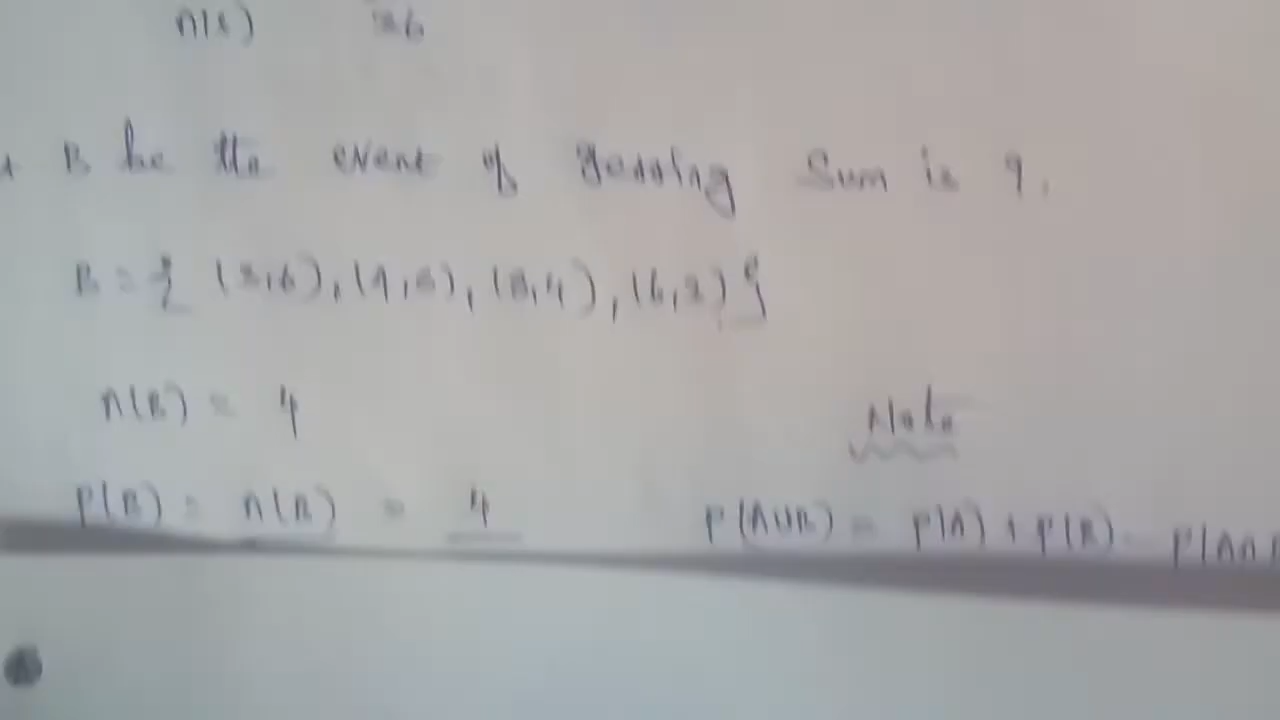 n(s) 36
B be the event of getting Sum is 9.
B = { (3,6), (4,5), (5,4), (6,3) }
n(B) = 4
Note
P(B) = n(B) = 4
P(A∪B) = P(A) + P(B) - P(A∩